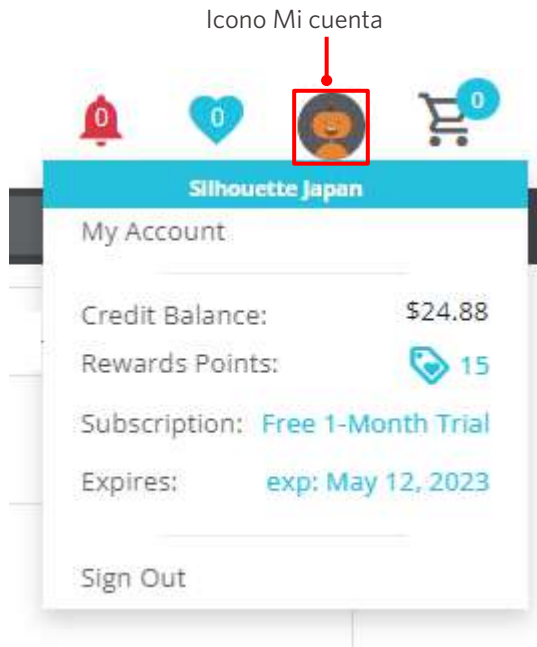 Icono Mi cuenta
0 0 0
Silhouette Japan
My Account
Credit Balance: $24.88
Rewards Points: 15
Subscription: Free 1-Month Trial
Expires: exp: May 12, 2023
Sign Out